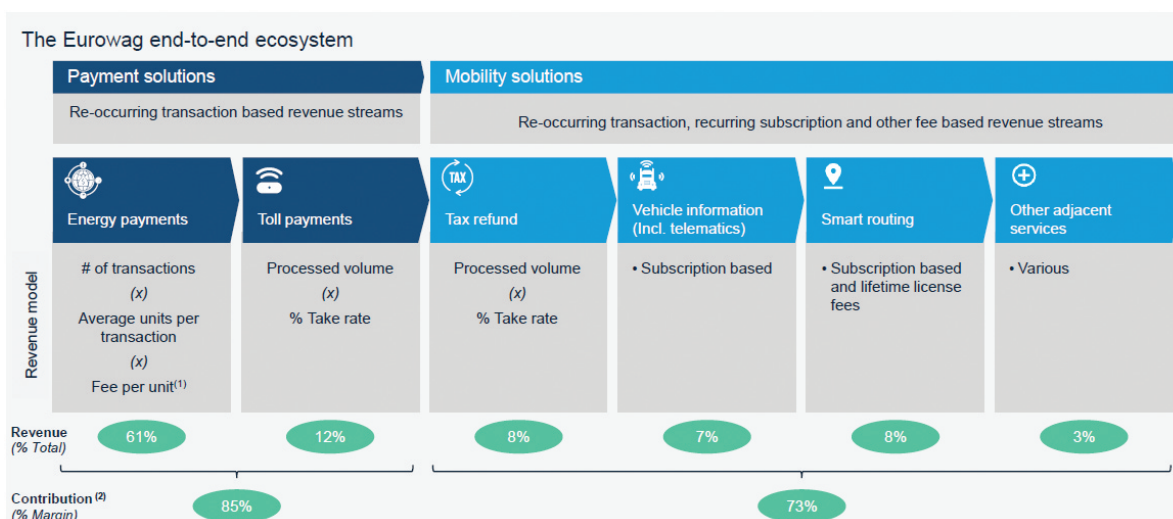 The Eurowag end-to-end ecosystem
Payment solutions
Mobility solutions
Re-occurring transaction based revenue streams
Re-occurring transaction, recurring subscription and other fee based revenue streams
TAX
Energy payments
Toll payments
Tax refund
Vehicle information
(Incl. telematics)
Smart routing
Other adjacent
services
Revenue model
# of transactions
(x)
Average units per
transaction
(x)
Fee per unit(1)
Processed volume
(x)
% Take rate
Processed volume
(x)
% Take rate
• Subscription based
• Subscription based
and lifetime license
fees
• Various
Revenue
(% Total)
61%
12%
8%
7%
8%
3%
Contribution (2)
(% Margin)
85%
73%